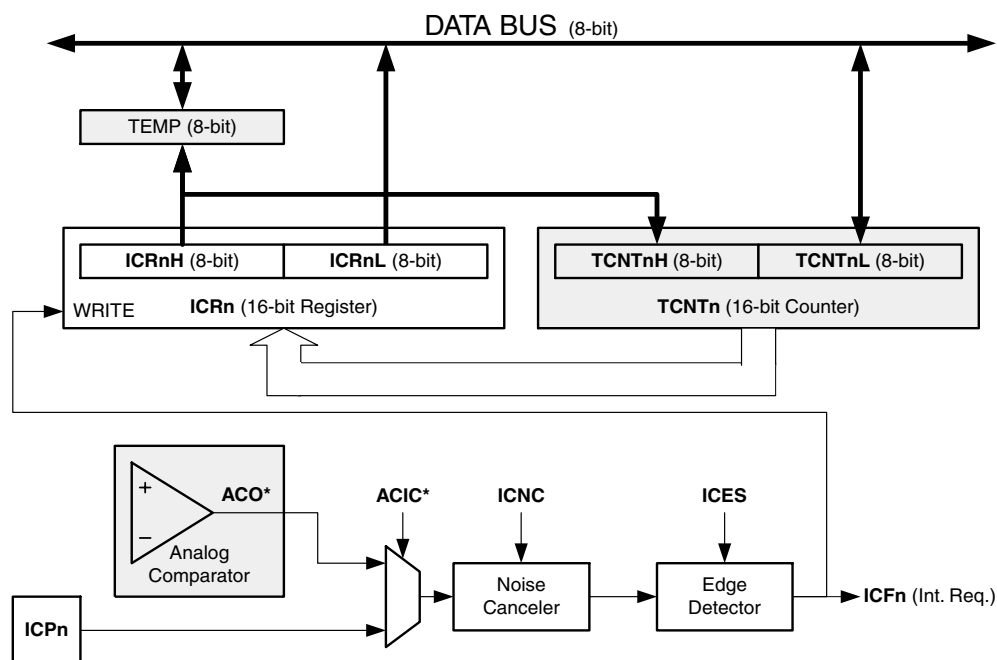 DATA BUS (8-bit)
TEMP (8-bit)
ICRnH (8-bit)
ICRnL (8-bit)
TCNTnH (8-bit)
TCNTnL (8-bit)
WRITE
ICRn (16-bit Register)
TCNTn (16-bit Counter)
+
−
ACO*
Analog
Comparator
ACIC*
ICNC
ICES
Noise
Canceler
Edge
Detector
ICFn (Int. Req.)
ICPn